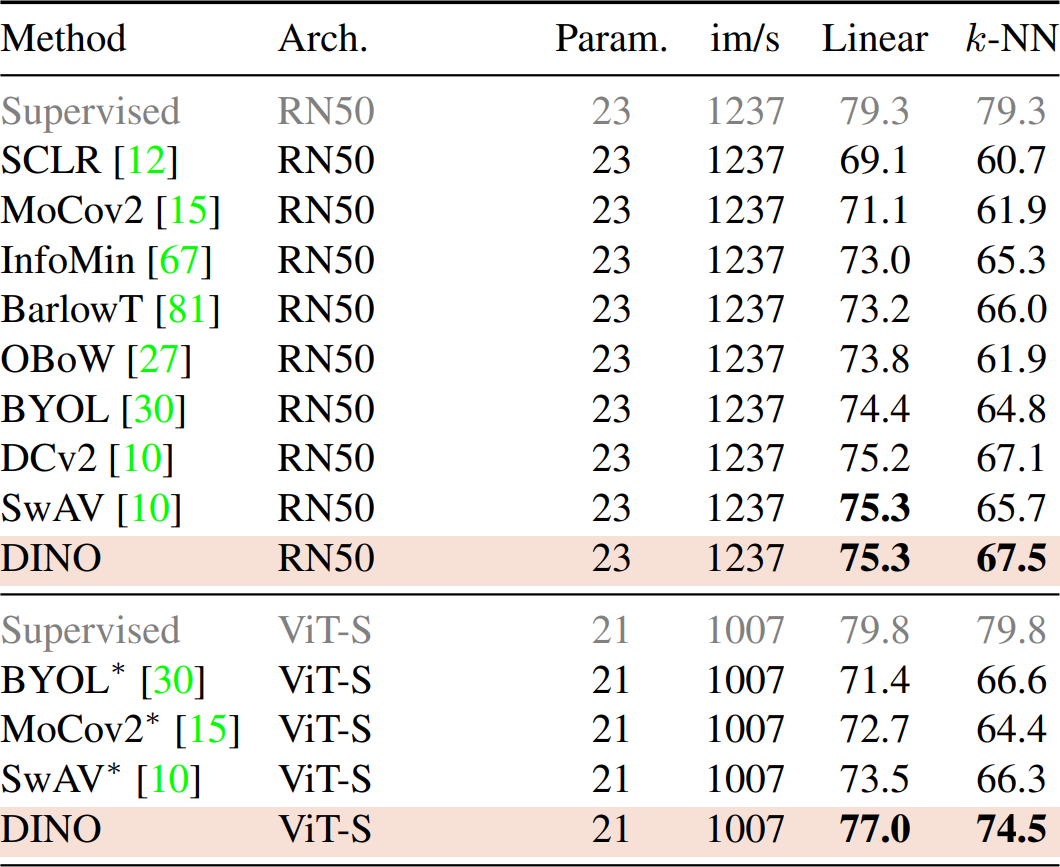 Method Arch. Param. im/s Linear k-NN
Supervised RN50 23 1237 79.3 79.3
SCLR [12] RN50 23 1237 69.1 60.7
MoCov2 [15] RN50 23 1237 71.1 61.9
InfoMin [67] RN50 23 1237 73.0 65.3
BarlowT [81] RN50 23 1237 73.2 66.0
OBoW [27] RN50 23 1237 73.8 61.9
BYOL [30] RN50 23 1237 74.4 64.8
DCv2 [10] RN50 23 1237 75.2 67.1
SwAV [10] RN50 23 1237 75.3 65.7
DINO RN50 23 1237 75.3 67.5
Supervised ViT-S 21 1007 79.8 79.8
BYOL* [30] ViT-S 21 1007 71.4 66.6
MoCov2* [15] ViT-S 21 1007 72.7 64.4
SwAV* [10] ViT-S 21 1007 73.5 66.3
DINO ViT-S 21 1007 77.0 74.5